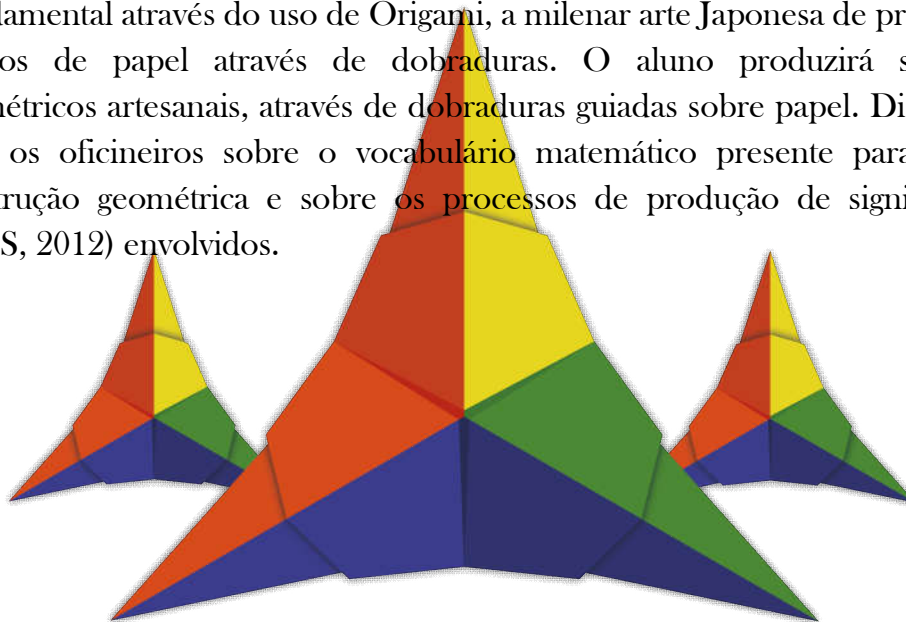 lamental através do uso de Origami, a milenar arte Japonesa de pr
os de papel através de dobraduras. O aluno produzirá s
métricos artesanais, através de dobraduras guiadas sobre papel. Di
os oficineiros sobre o vocabulário matemático presente para
trução geométrica e sobre os processos de produção de signi
S, 2012) envolvidos.